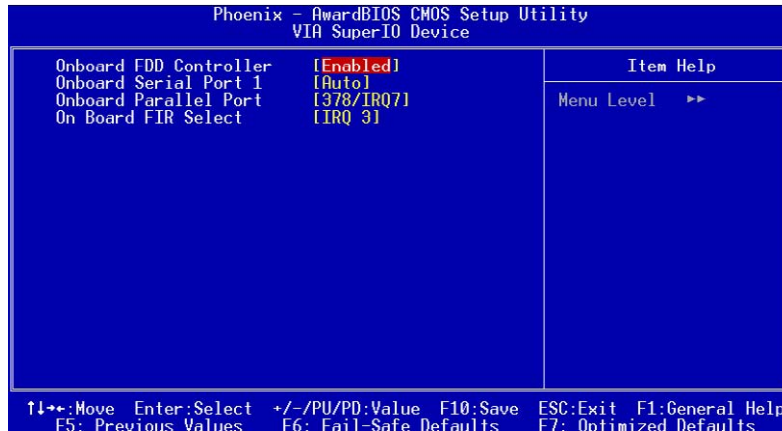 Phoenix - AwardBIOS CMOS Setup Utility
VIA SuperIO Device
Onboard FDD Controller [Enabled]
Onboard Serial Port 1 [Auto]
Onboard Parallel Port [378/IRQ7]
On Board FIR Select [IRQ 3]
Item Help
Menu Level ►►
↑↓→←:Move Enter:Select +/-/PU/PD:Value F10:Save ESC:Exit F1:General Help
F5: Previous Values F6: Fail-Safe Defaults F7: Optimized Defaults